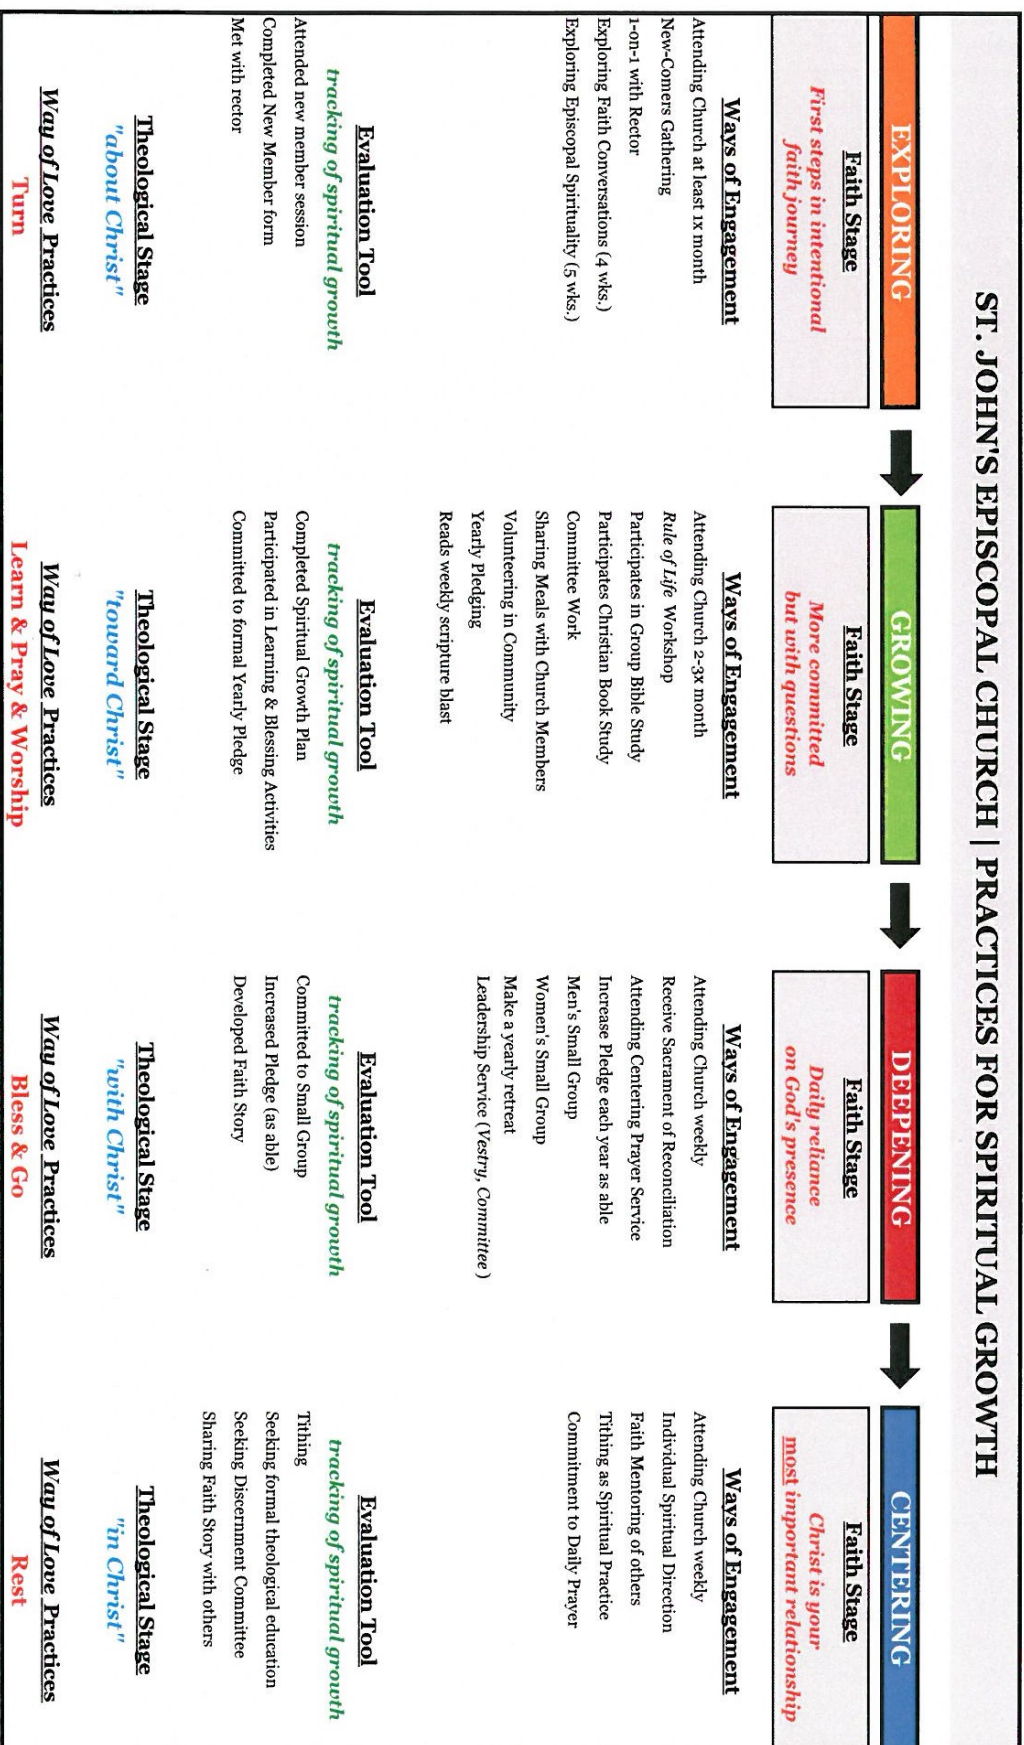 ST. JOHN'S EPISCOPAL CHURCH | PRACTICES FOR SPIRITUAL GROWTH
EXPLORING
Faith Stage
First steps in intentional
faith journey
Ways of Engagement
Attending Church at least 1x month
New-Comers Gathering
1-on-1 with Rector
Exploring Faith Conversations (4 wks.)
Exploring Episcopal Spirituality (5 wks.)
Evaluation Tool
tracking of spiritual growth
Attended new member session
Completed New Member form
Met with rector
Theological Stage
"about Christ"
Way of Love Practices
Turn
GROWING
Faith Stage
More committed
but with questions
Ways of Engagement
Attending Church 2-3x month
Rule of Life Workshop
Participates in Group Bible Study
Participates Christian Book Study
Committee Work
Sharing Meals with Church Members
Volunteering in Community
Yearly Pledging
Reads weekly scripture blast
Evaluation Tool
tracking of spiritual growth
Completed Spiritual Growth Plan
Participated in Learning & Blessing Activities
Committed to formal Yearly Pledge
Theological Stage
"toward Christ"
Way of Love Practices
Learn & Pray & Worship
DEEPENING
Faith Stage
Daily reliance
on God's presence
Ways of Engagement
Attending Church weekly
Receive Sacrament of Reconciliation
Attending Centering Prayer Service
Increase Pledge each year as able
Men's Small Group
Women's Small Group
Make a yearly retreat
Leadership Service (Vestry, Committee )
Evaluation Tool
tracking of spiritual growth
Committed to Small Group
Increased Pledge (as able)
Developed Faith Story
Theological Stage
"with Christ"
Way of Love Practices
Bless & Go
CENTERING
Faith Stage
Christ is your
most important relationship
Ways of Engagement
Attending Church weekly
Individual Spiritual Direction
Faith Mentoring of others
Tithing as Spiritual Practice
Commitment to Daily Prayer
Evaluation Tool
tracking of spiritual growth
Tithing
Seeking formal theological education
Seeking Discernment Committee
Sharing Faith Story with others
Theological Stage
"in Christ"
Way of Love Practices
Rest